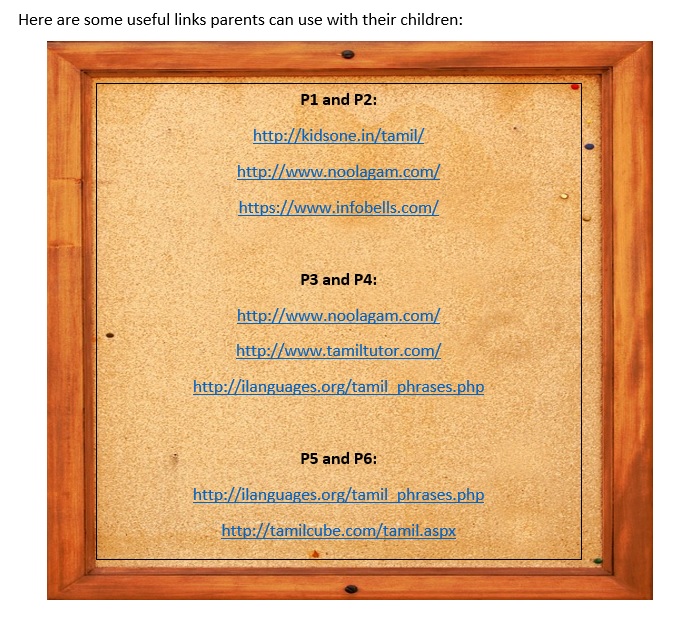 Here are some useful links parents can use with their children:
P1 and P2:
http://kidsone.in/tamil/
http://www.noolagam.com/
https://www.infobells.com/
P3 and P4:
http://www.noolagam.com/
http://www.tamiltutor.com/
http://ilanguages.org/tamil_phrases.php
P5 and P6:
http://ilanguages.org/tamil_phrases.php
http://tamilcube.com/tamil.aspx